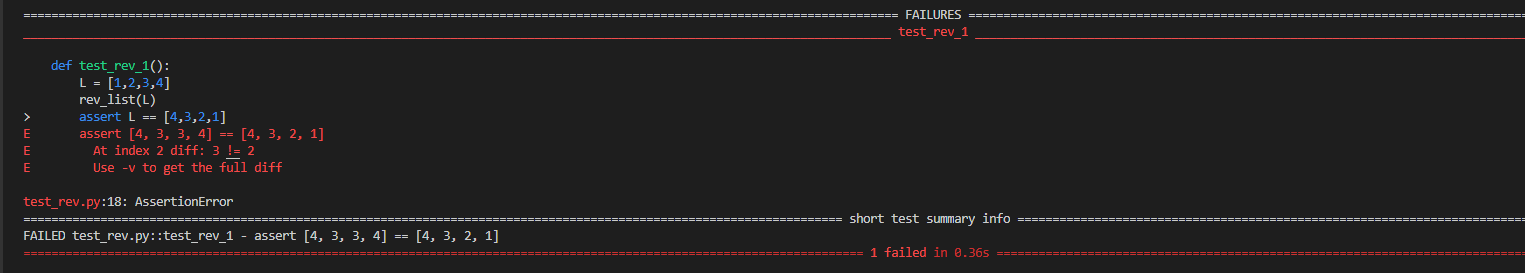 ============================= FAILURES =============================
_____________________________ test_rev_1 _____________________________
def test_rev_1():
L = [1,2,3,4]
rev_list(L)
> assert L == [4,3,2,1]
E assert [4, 3, 3, 4] == [4, 3, 2, 1]
E At index 2 diff: 3 != 2
E Use -v to get the full diff
test_rev.py:18: AssertionError
============================= short test summary info =============================
FAILED test_rev.py::test_rev_1 - assert [4, 3, 3, 4] == [4, 3, 2, 1]
============================= 1 failed in 0.36s =============================